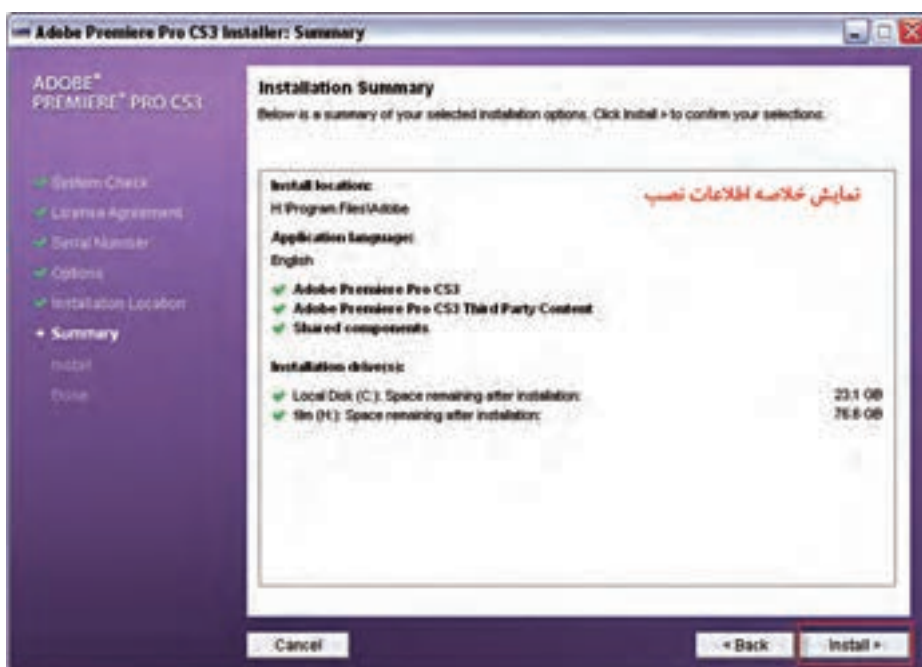 Adobe Premiere Pro CS3 Installer: Summary
ADOBE®
PREMIERE® PRO CS3
System Check
License Agreement
Serial Number
Options
Installation Location
Summary
Install
Done
Installation Summary
Below is a summary of your selected installation options. Click Install > to confirm your selections.
نمایش خلاصه اطلاعات نصب
Install location:
H:\Program Files\Adobe
Application language:
English
Adobe Premiere Pro CS3
Adobe Premiere Pro CS3 Third Party Content
Shared components
Installation drive(s):
Local Disk (C:): Space remaining after installation: 23.1 GB
film (H:): Space remaining after installation: 76.6 GB
Cancel < Back Install >